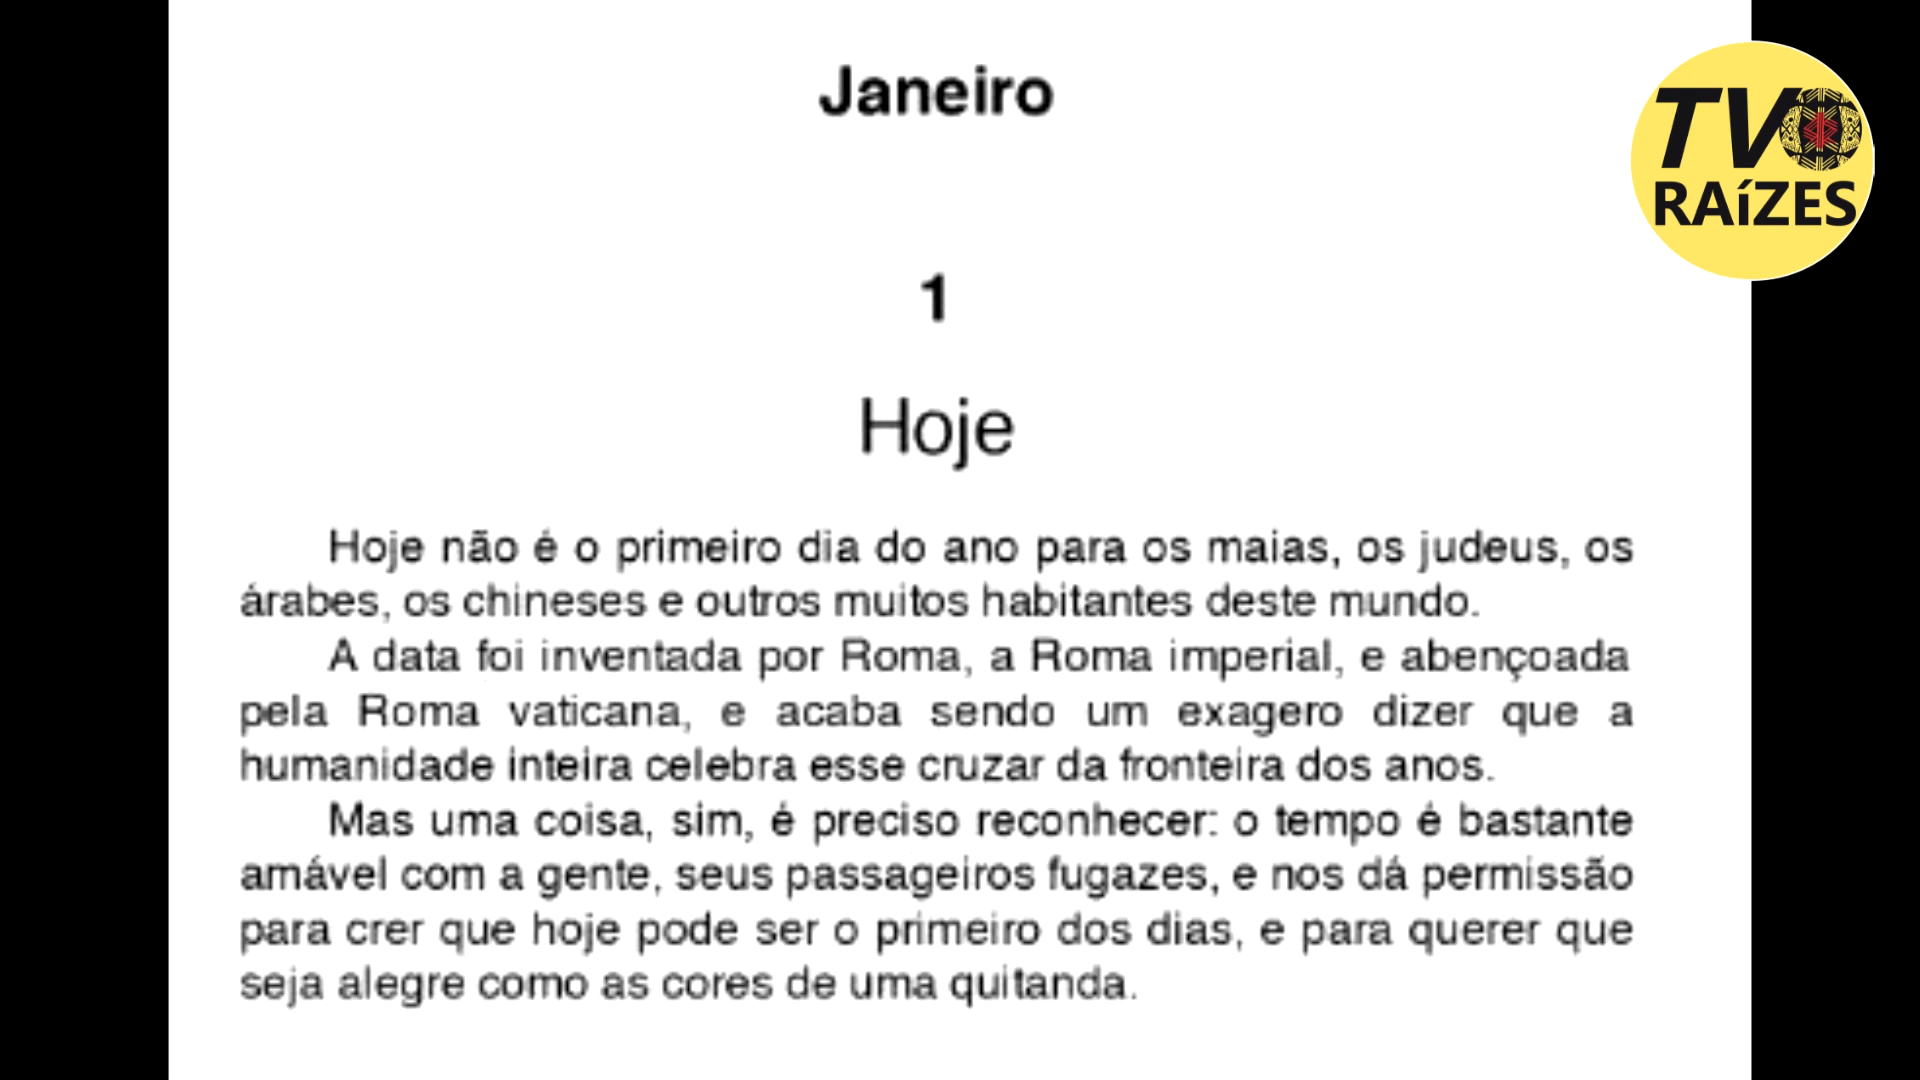 Janeiro
TV
RAíZES
1
Hoje
Hoje não é o primeiro dia do ano para os maias, os judeus, os
árabes, os chineses e outros muitos habitantes deste mundo.
A data foi inventada por Roma, a Roma imperial, e abençoada
pela Roma vaticana, e acaba sendo um exagero dizer que a
humanidade inteira celebra esse cruzar da fronteira dos anos.
Mas uma coisa, sim, é preciso reconhecer: o tempo é bastante
amável com a gente, seus passageiros fugazes, e nos dá permissão
para crer que hoje pode ser o primeiro dos dias, e para querer que
seja alegre como as cores de uma quitanda.